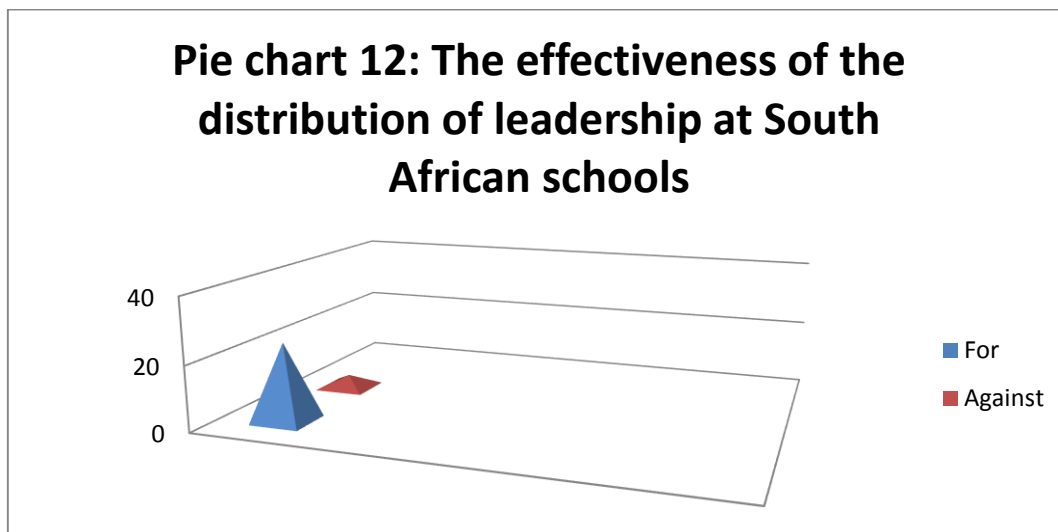 Pie chart 12: The effectiveness of the
distribution of leadership at South
African schools
40
20
0
For
Against